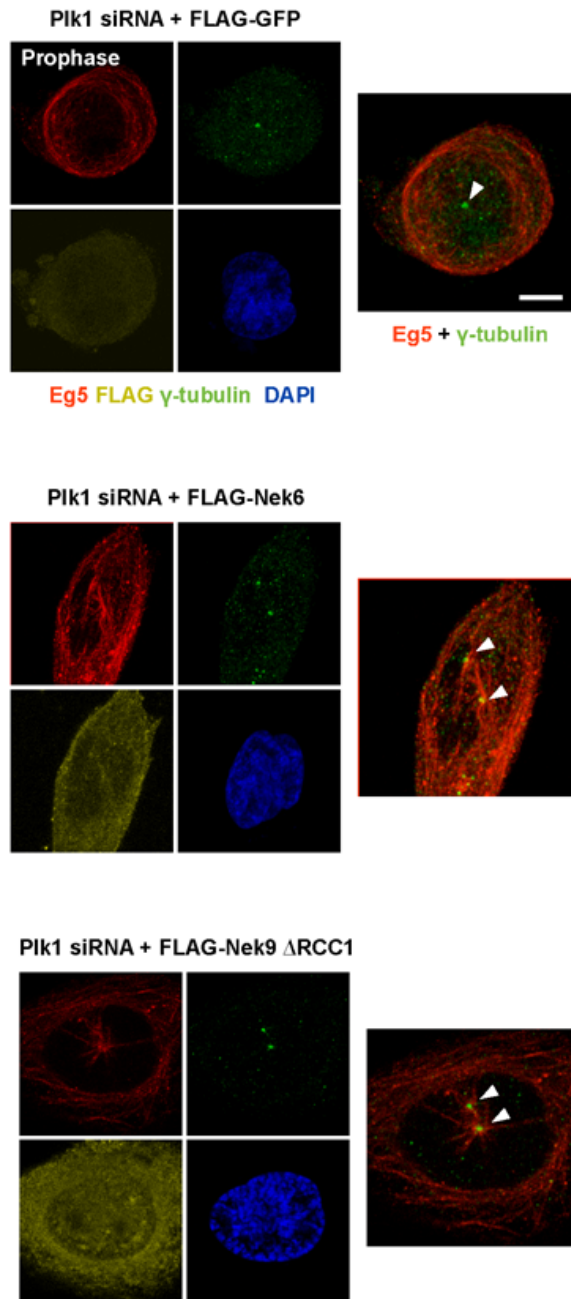 Plk1 siRNA + FLAG-GFP
Prophase
Eg5 + γ-tubulin
Eg5 FLAG γ-tubulin DAPI
Plk1 siRNA + FLAG-Nek6
Plk1 siRNA + FLAG-Nek9 ΔRCC1